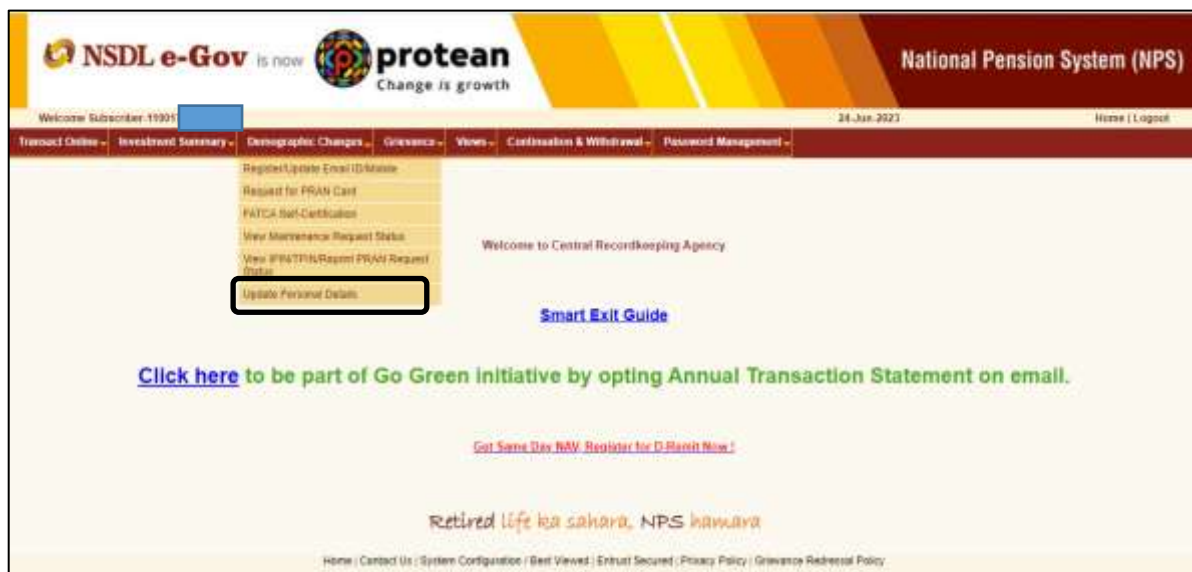 NSDL e-Gov is now protean
Change is growth
National Pension System (NPS)
Welcome Subscriber 11001
24-Jun-2023
Home | Logout
Transact Online Investment Summary Demographic Changes Grievance Views Continuation & Withdrawal Password Management
Register/Update Email ID/Mobile
Request for PRAN Card
FATCA Self-Certification
View Maintenance Request Status
View IPIN/TPIN/Reprint PRAN Request
Status
Update Personal Details
Welcome to Central Recordkeeping Agency
Smart Exit Guide
Click here to be part of Go Green initiative by opting Annual Transaction Statement on email.
Get Same Day NAV, Register for D-Remit Now !
Retired life ka sahara, NPS hamara
Home | Contact Us | System Configuration / Best Viewed | Entrust Secured | Privacy Policy | Grievance Redressal Policy